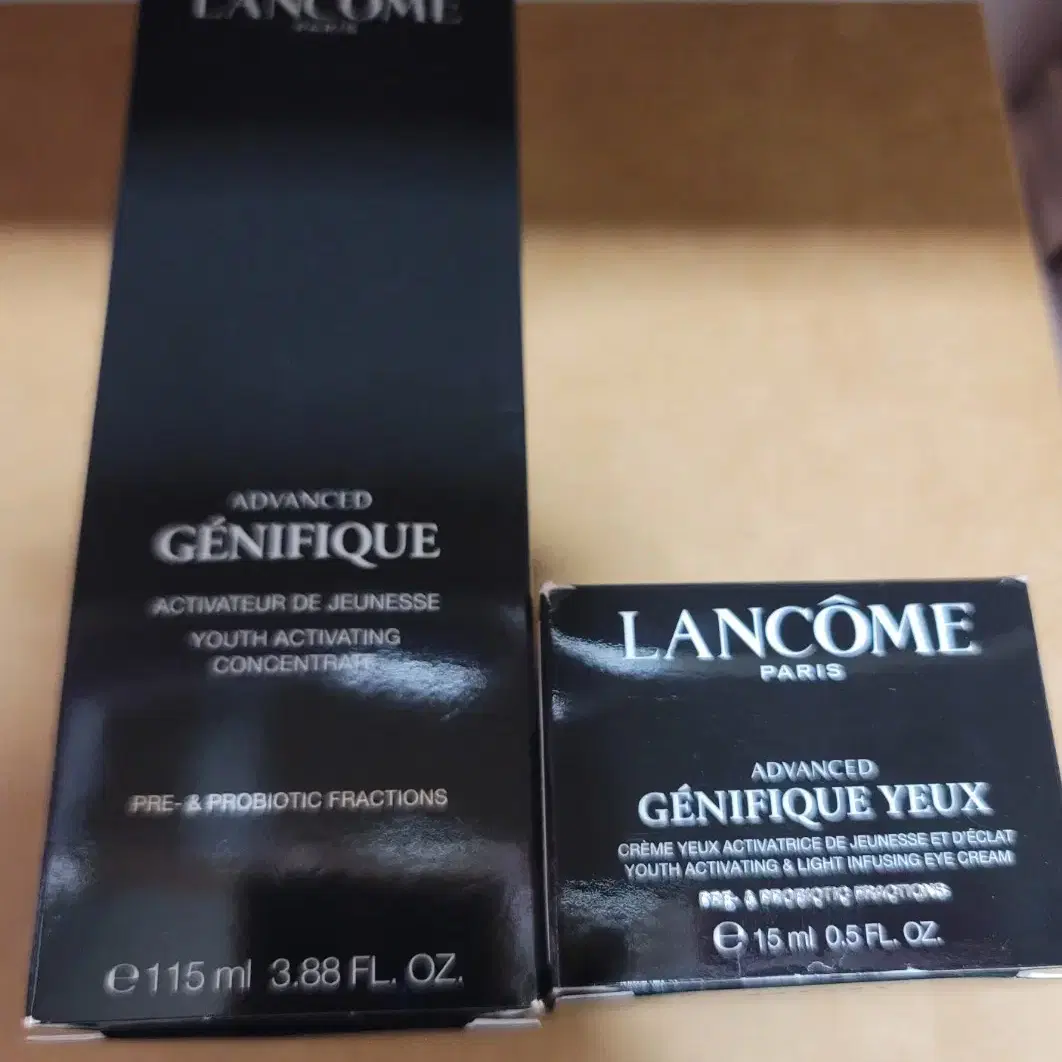 LANCÔME
PARIS
ADVANCED
GÉNIFIQUE
ACTIVATEUR DE JEUNESSE
YOUTH ACTIVATING
CONCENTRATE
PRE- & PROBIOTIC FRACTIONS
e 115 ml 3.88 FL. OZ.
LANCÔME
PARIS
ADVANCED
GÉNIFIQUE YEUX
CRÈME YEUX ACTIVATRICE DE JEUNESSE ET D'ÉCLAT
YOUTH ACTIVATING & LIGHT INFUSING EYE CREAM
PRE- & PROBIOTIC FRACTIONS
e 15 ml 0.5 FL. OZ.